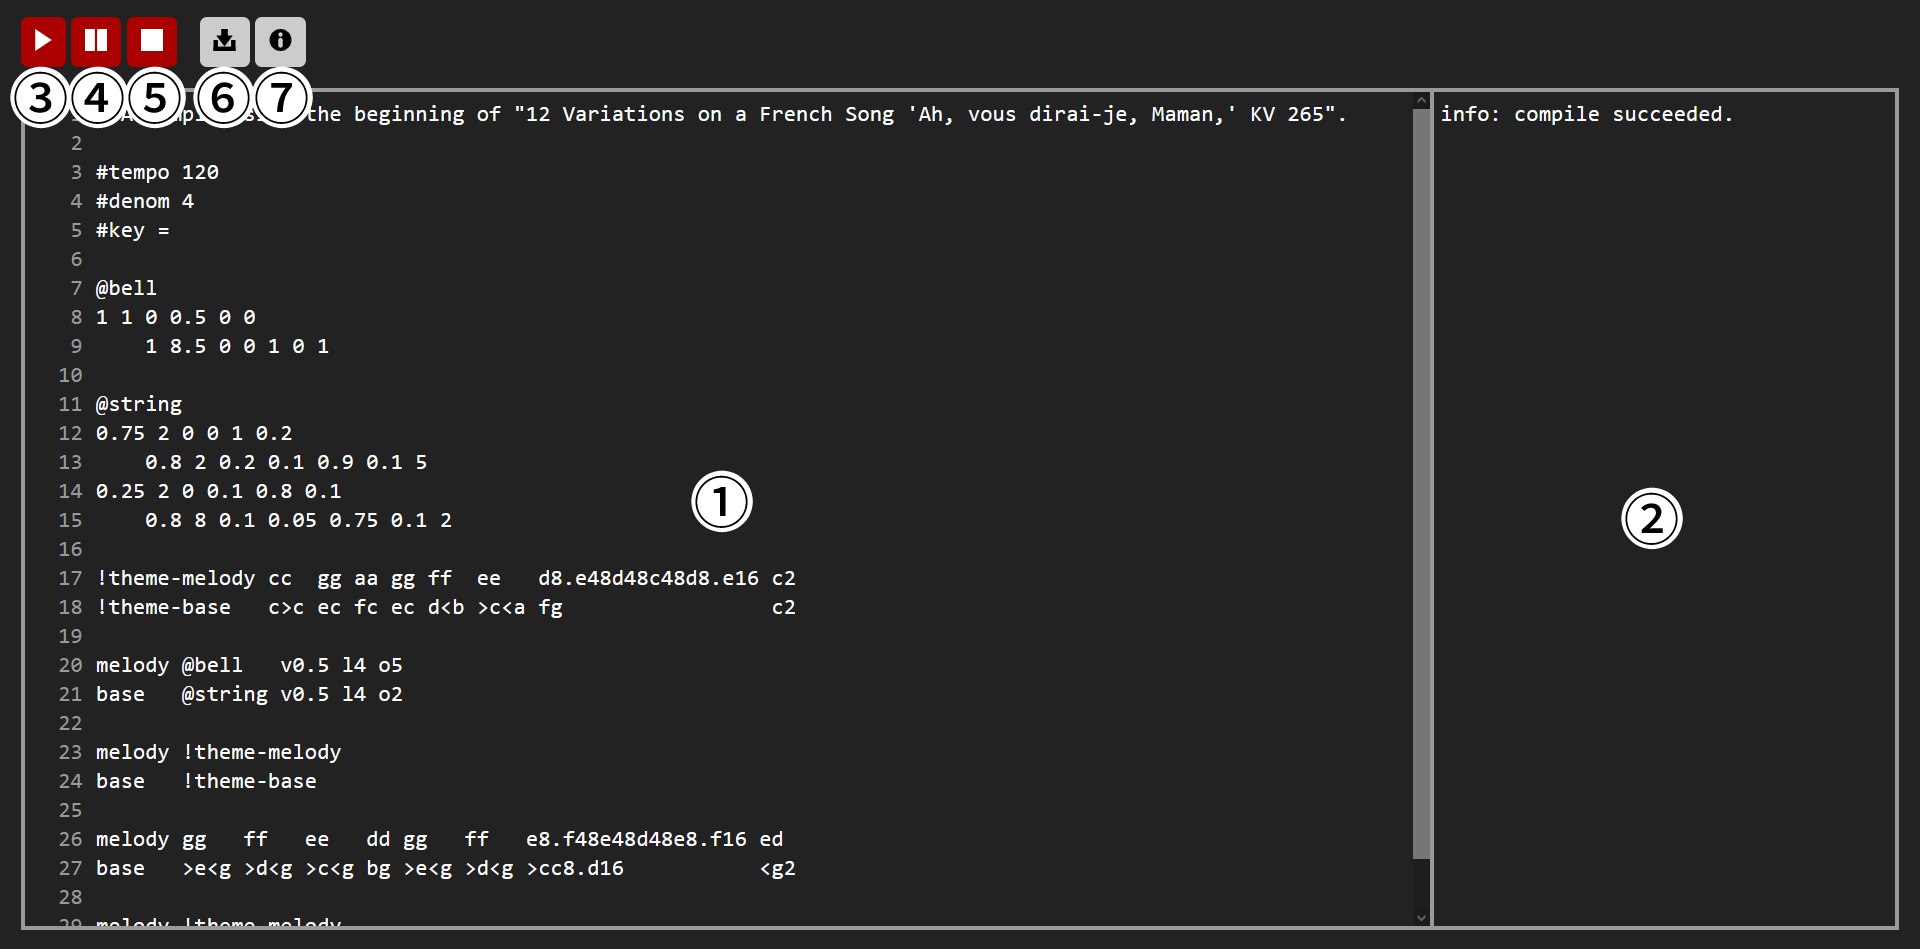 ③ ④ ⑤ ⑥ ⑦
the beginning of "12 Variations on a French Song 'Ah, vous dirai-je, Maman,' KV 265".
2
3 #tempo 120
4 #denom 4
5 #key =
6
7 @bell
8 1 1 0 0.5 0 0
9     1 8.5 0 0 1 0 1
10
11 @string
12 0.75 2 0 0 1 0.2
13     0.8 2 0.2 0.1 0.9 0.1 5
14 0.25 2 0 0.1 0.8 0.1
15     0.8 8 0.1 0.05 0.75 0.1 2
16
17 !theme-melody cc  gg aa gg ff  ee   d8.e48d48c48d8.e16 c2
18 !theme-base   c>c ec fc ec d<b >c<a fg                 c2
19
20 melody @bell   v0.5 l4 o5
21 base   @string v0.5 l4 o2
22
23 melody !theme-melody
24 base   !theme-base
25
26 melody gg   ff   ee   dd gg   ff   e8.f48e48d48e8.f16 ed
27 base   >e<g >d<g >c<g bg >e<g >d<g >cc8.d16           <g2
28
29 melody !theme-melody
①
info: compile succeeded.
②